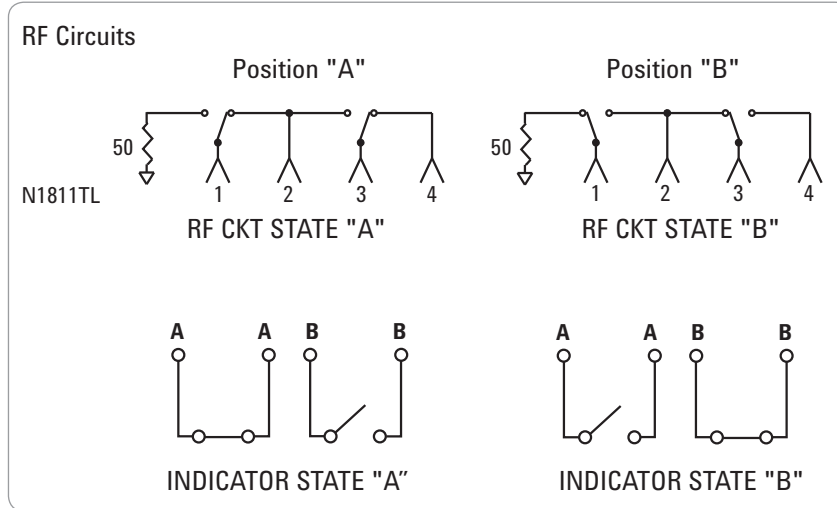 RF Circuits
Position "A" Position "B"
50 50
N1811TL 1 2 3 4 1 2 3 4
RF CKT STATE "A" RF CKT STATE "B"
A A B B A A B B
INDICATOR STATE "A” INDICATOR STATE "B"